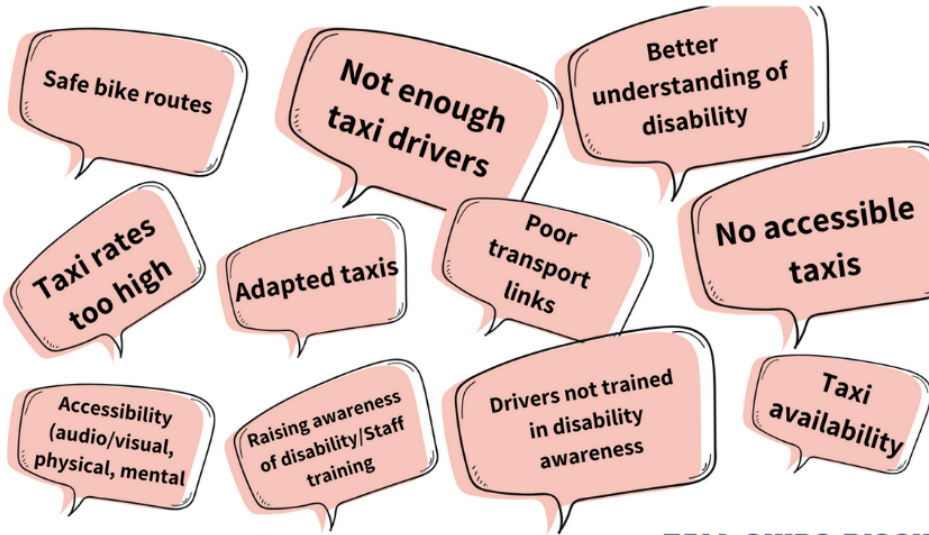 Safe bike routes
Not enough
taxi drivers
Better
understanding of
disability
Taxi rates
too high
Adapted taxis
Poor
transport
links
No accessible
taxis
Accessibility
(audio/visual,
physical, mental
Raising awareness
of disability/Staff
training
Drivers not trained
in disability
awareness
Taxi
availability